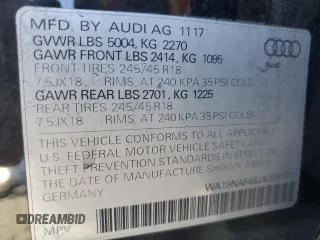 MFD. BY AUDI AG 11 17
GVWR LBS 5004, KG 2270
GAWR FRONT LBS 2414, KG 1095
FRONT TIRES 245/45 R18
7.5JX18 RIMS, AT 240 KPA 35 PSI COLD
GAWR REAR LBS 2701, KG 1225
REAR TIRES 245/45 R18
7.5JX18 RIMS, AT 240 KPA 35 PSI COLD
THIS VEHICLE CONFORMS TO ALL APPLICABLE
U.S. FEDERAL MOTOR VEHICLE
AND THEFT PREVENTION STANDARDS IN EFFECT ON
THE DATE OF MANUFACTURE SHOWN ABOVE.
GERMANY
MPV
DREAMBID